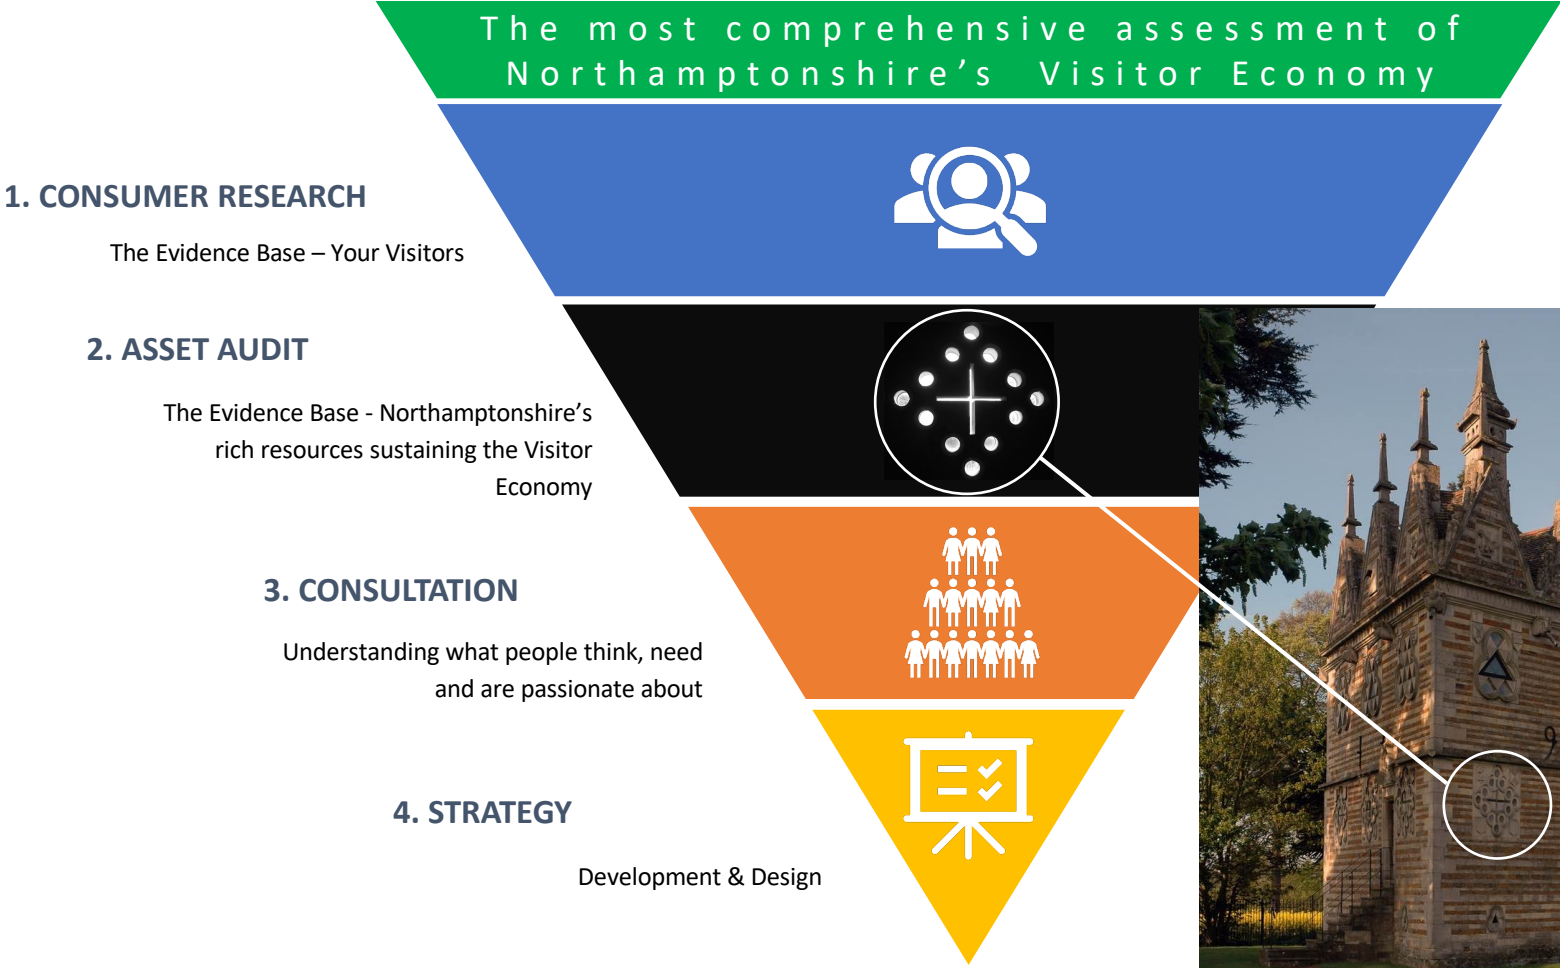 The most comprehensive assessment of
Northamptonshire’s Visitor Economy
1. CONSUMER RESEARCH
The Evidence Base – Your Visitors
2. ASSET AUDIT
The Evidence Base - Northamptonshire’s
rich resources sustaining the Visitor
Economy
3. CONSULTATION
Understanding what people think, need
and are passionate about
4. STRATEGY
Development & Design